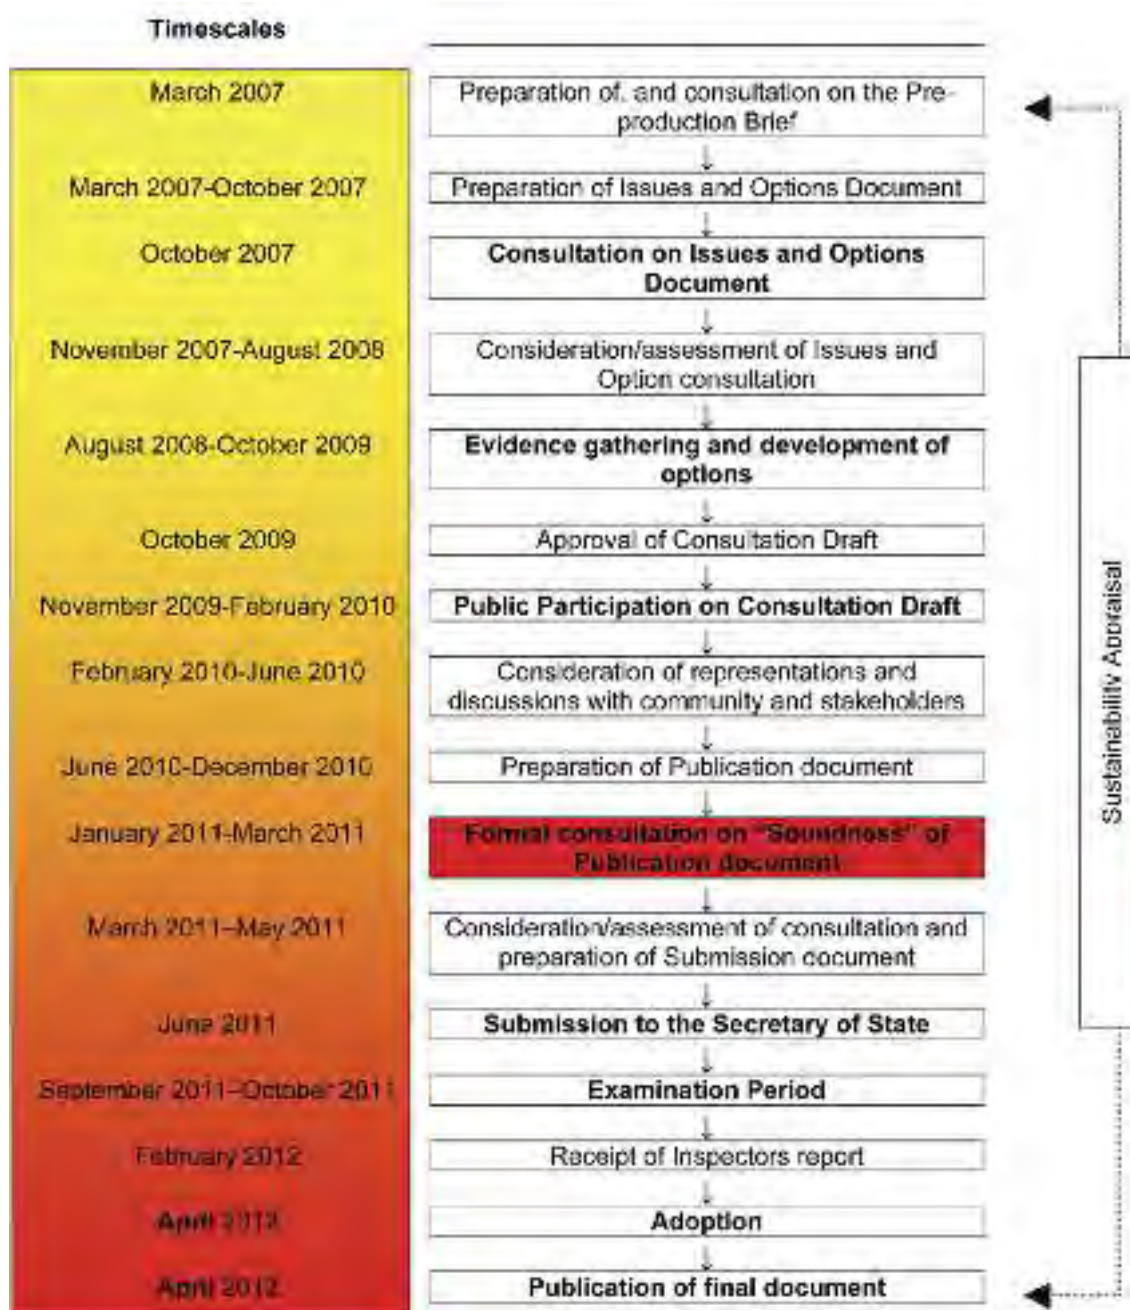 Timescales
March 2007
Preparation of, and consultation on the Pre-
production Brief
March 2007-October 2007
Preparation of Issues and Options Document
October 2007
Consultation on Issues and Options
Document
November 2007-August 2008
Consideration/assessment of Issues and
Option consultation
August 2008-October 2009
Evidence gathering and development of
options
October 2009
Approval of Consultation Draft
November 2009-February 2010
Public Participation on Consultation Draft
February 2010-June 2010
Consideration of representations and
discussions with community and stakeholders
June 2010-December 2010
Preparation of Publication document
January 2011-March 2011
Formal consultation on "Soundness" of
Publication document
March 2011–May 2011
Consideration/assessment of consultation and
preparation of Submission document
June 2011
Submission to the Secretary of State
September 2011–October 2011
Examination Period
February 2012
Receipt of Inspectors report
April 2012
Adoption
April 2012
Publication of final document
Sustainability Appraisal